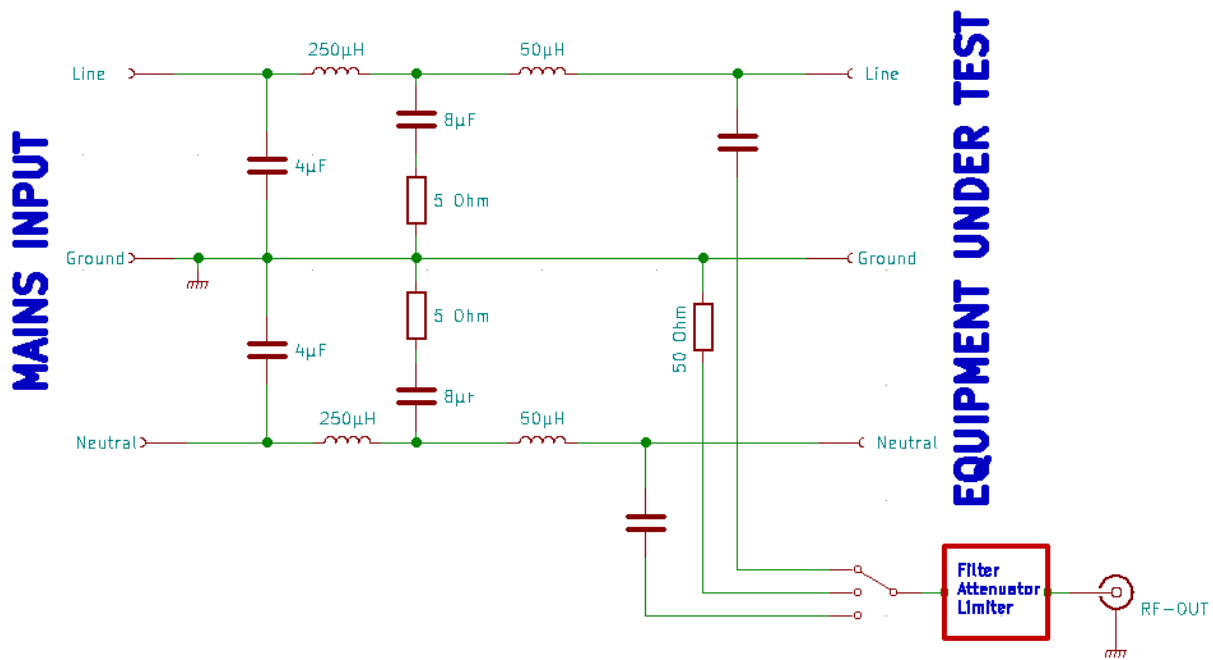 250µH
50µH
Line
Line
8µF
4µF
5 Ohm
Ground
Ground
5 Ohm
50 Ohm
4µF
8µF
250µH
50µH
Neutral
Neutral
MAINS INPUT
EQUIPMENT UNDER TEST
Filter
Attenuator
Limiter
RF-OUT